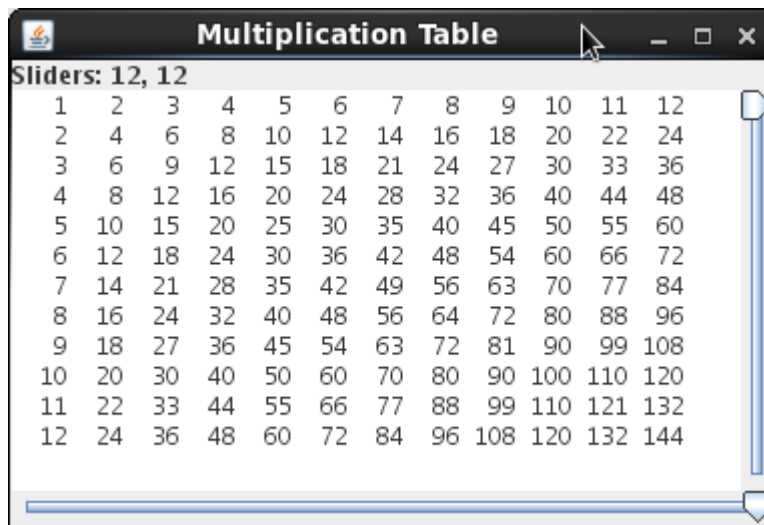 Multiplication Table
Sliders: 12, 12
1 2 3 4 5 6 7 8 9 10 11 12
2 4 6 8 10 12 14 16 18 20 22 24
3 6 9 12 15 18 21 24 27 30 33 36
4 8 12 16 20 24 28 32 36 40 44 48
5 10 15 20 25 30 35 40 45 50 55 60
6 12 18 24 30 36 42 48 54 60 66 72
7 14 21 28 35 42 49 56 63 70 77 84
8 16 24 32 40 48 56 64 72 80 88 96
9 18 27 36 45 54 63 72 81 90 99 108
10 20 30 40 50 60 70 80 90 100 110 120
11 22 33 44 55 66 77 88 99 110 121 132
12 24 36 48 60 72 84 96 108 120 132 144